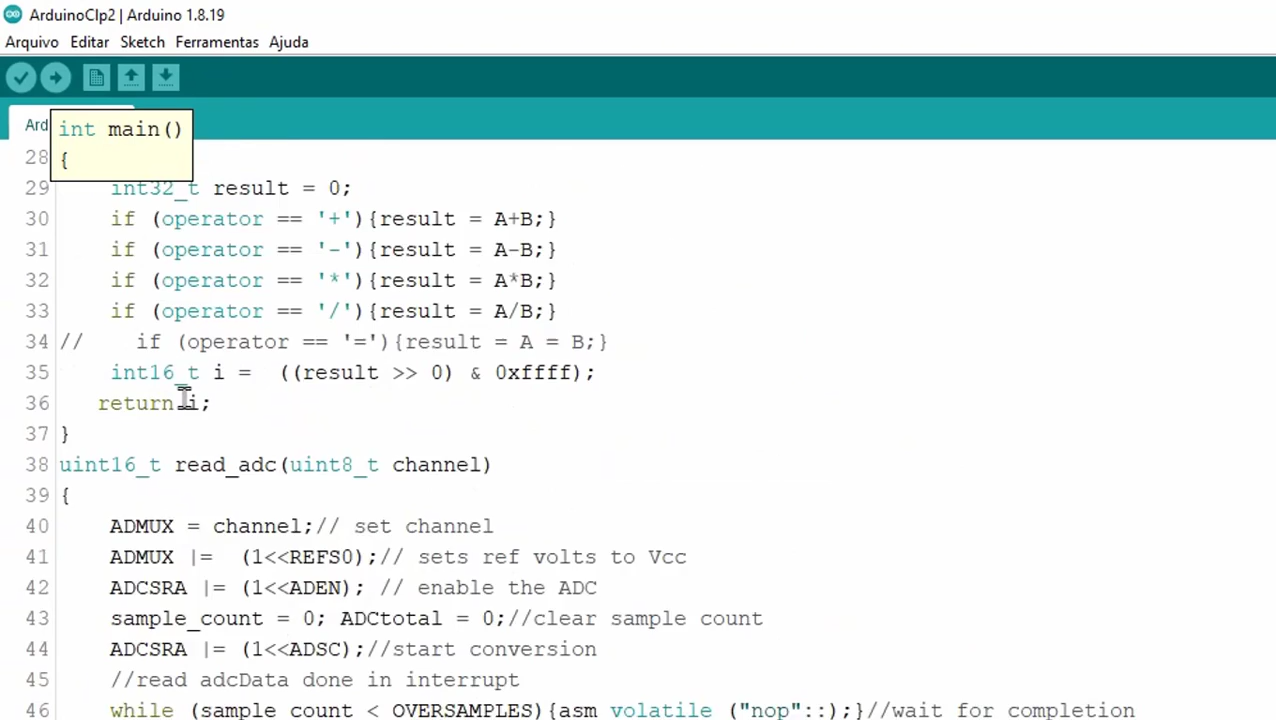 ArduinoClp2 | Arduino 1.8.19
Arquivo Editar Sketch Ferramentas Ajuda
Ard
int main()
{
28
29 int32_t result = 0;
30 if (operator == '+'){result = A+B;}
31 if (operator == '-'){result = A-B;}
32 if (operator == '*'){result = A*B;}
33 if (operator == '/'){result = A/B;}
34 // if (operator == '='){result = A = B;}
35 int16_t i = ((result >> 0) & 0xffff);
36 return i;
37 }
38 uint16_t read_adc(uint8_t channel)
39 {
40 ADMUX = channel;// set channel
41 ADMUX |= (1<<REFS0);// sets ref volts to Vcc
42 ADCSRA |= (1<<ADEN); // enable the ADC
43 sample_count = 0; ADCtotal = 0;//clear sample count
44 ADCSRA |= (1<<ADSC);//start conversion
45 //read adcData done in interrupt
46 while (sample_count < OVERSAMPLES){asm volatile ("nop"::);}//wait for completion